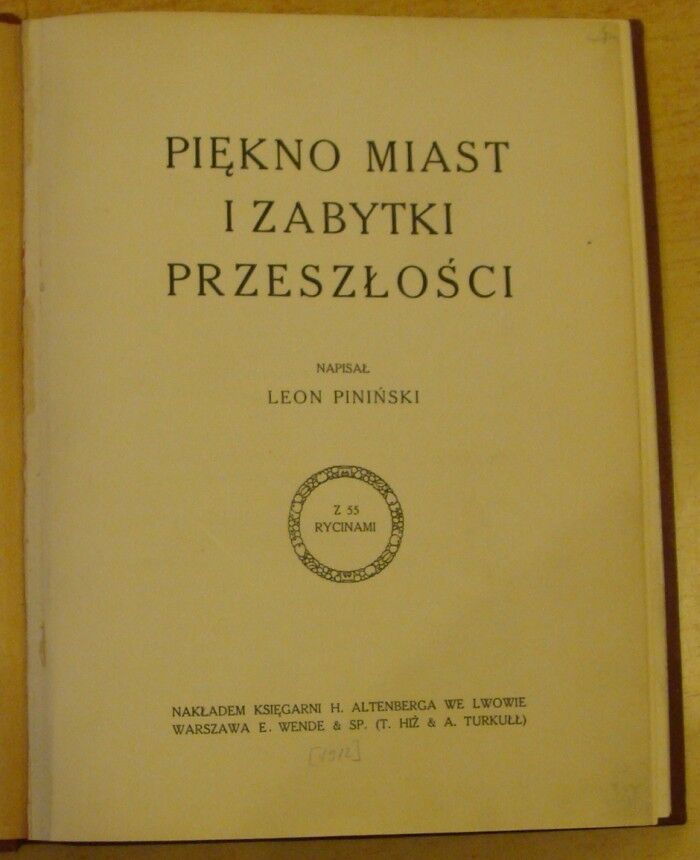 PIĘKNO MIAST
I ZABYTKI
PRZESZŁOŚCI
NAPISAŁ
LEON PINIŃSKI
Z 55
RYCINAMI
NAKŁADEM KSIĘGARNI H. ALTENBERGA WE LWOWIE
WARSZAWA E. WENDE & SP. (T. HIŻ & A. TURKUŁŁ)
[1912]